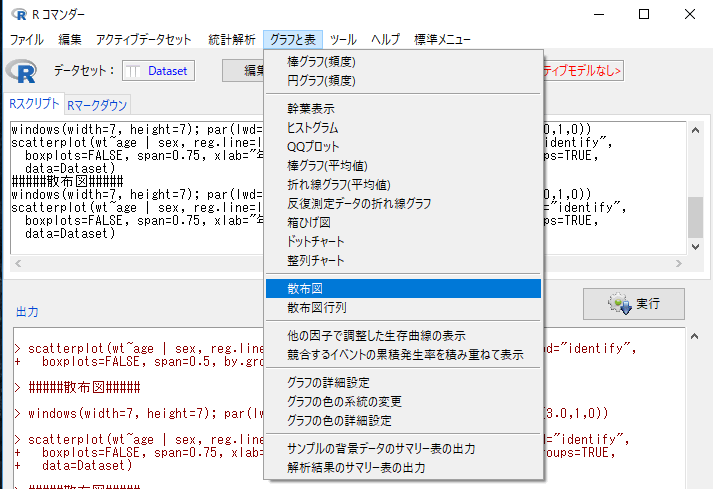 R コマンダー
ファイル 編集 アクティブデータセット 統計解析 グラフと表 ツール ヘルプ 標準メニュー
データセット： Dataset 編集 ティブモデルなし>
Rスクリプト Rマークダウン
windows(width=7, height=7); par(lwd= 0,1,0))
scatterplot(wt~age | sex, reg.line=l "identify",
boxplots=FALSE, span=0.75, xlab="年 ps=TRUE,
data=Dataset)
#####散布図#####
windows(width=7, height=7); par(lwd= 0,1,0))
scatterplot(wt~age | sex, reg.line=l "identify",
boxplots=FALSE, span=0.75, xlab="年 ps=TRUE,
data=Dataset)
棒グラフ(頻度)
円グラフ(頻度)
幹葉表示
ヒストグラム
QQプロット
棒グラフ(平均値)
折れ線グラフ(平均値)
反復測定データの折れ線グラフ
箱ひげ図
ドットチャート
整列チャート
散布図
散布図行列
他の因子で調整した生存曲線の表示
競合するイベントの累積発生率を積み重ねて表示
グラフの詳細設定
グラフの色の系統の変更
グラフの色の詳細設定
サンプルの背景データのサマリー表の出力
解析結果のサマリー表の出力
実行
出力
> scatterplot(wt~age | sex, reg.line od="identify",
+ boxplots=FALSE, span=0.5, by.gro
> #####散布図#####
> windows(width=7, height=7); par(l (3.0,1,0))
> scatterplot(wt~age | sex, reg.line od="identify",
+ boxplots=FALSE, span=0.75, x oups=TRUE,
+ data=Dataset)
> #####散布図#####